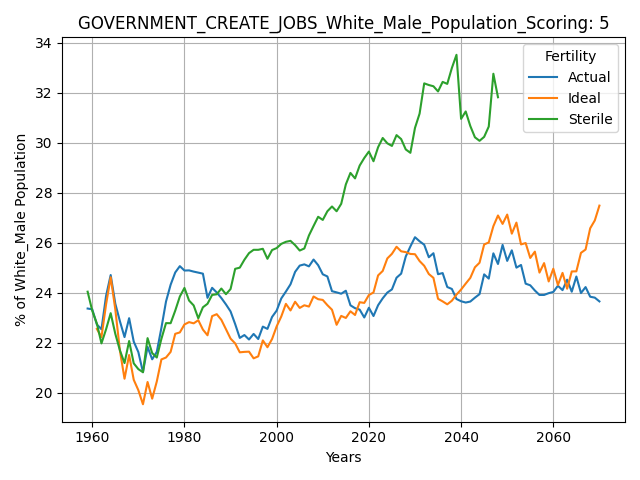 GOVERNMENT_CREATE_JOBS_White_Male_Population_Scoring: 5
34
32
30
28
26
24
22
20
% of White_Male Population
Fertility
Actual
Ideal
Sterile
1960 1980 2000 2020 2040 2060
Years